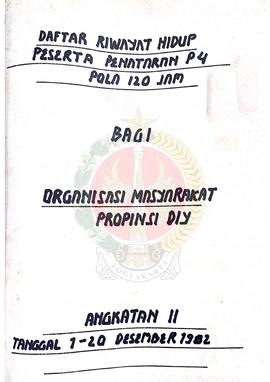 DAFTAR RIWAYAT HIDUP
PESERTA PENATARAN P4
POLA 120 JAM
BAGI
ORGANISASI MASYARAKAT
PROPINSI DIY
YOGYAKARTA
ANGKATAN II
TANGGAL 7-20 DESEMBER 1982